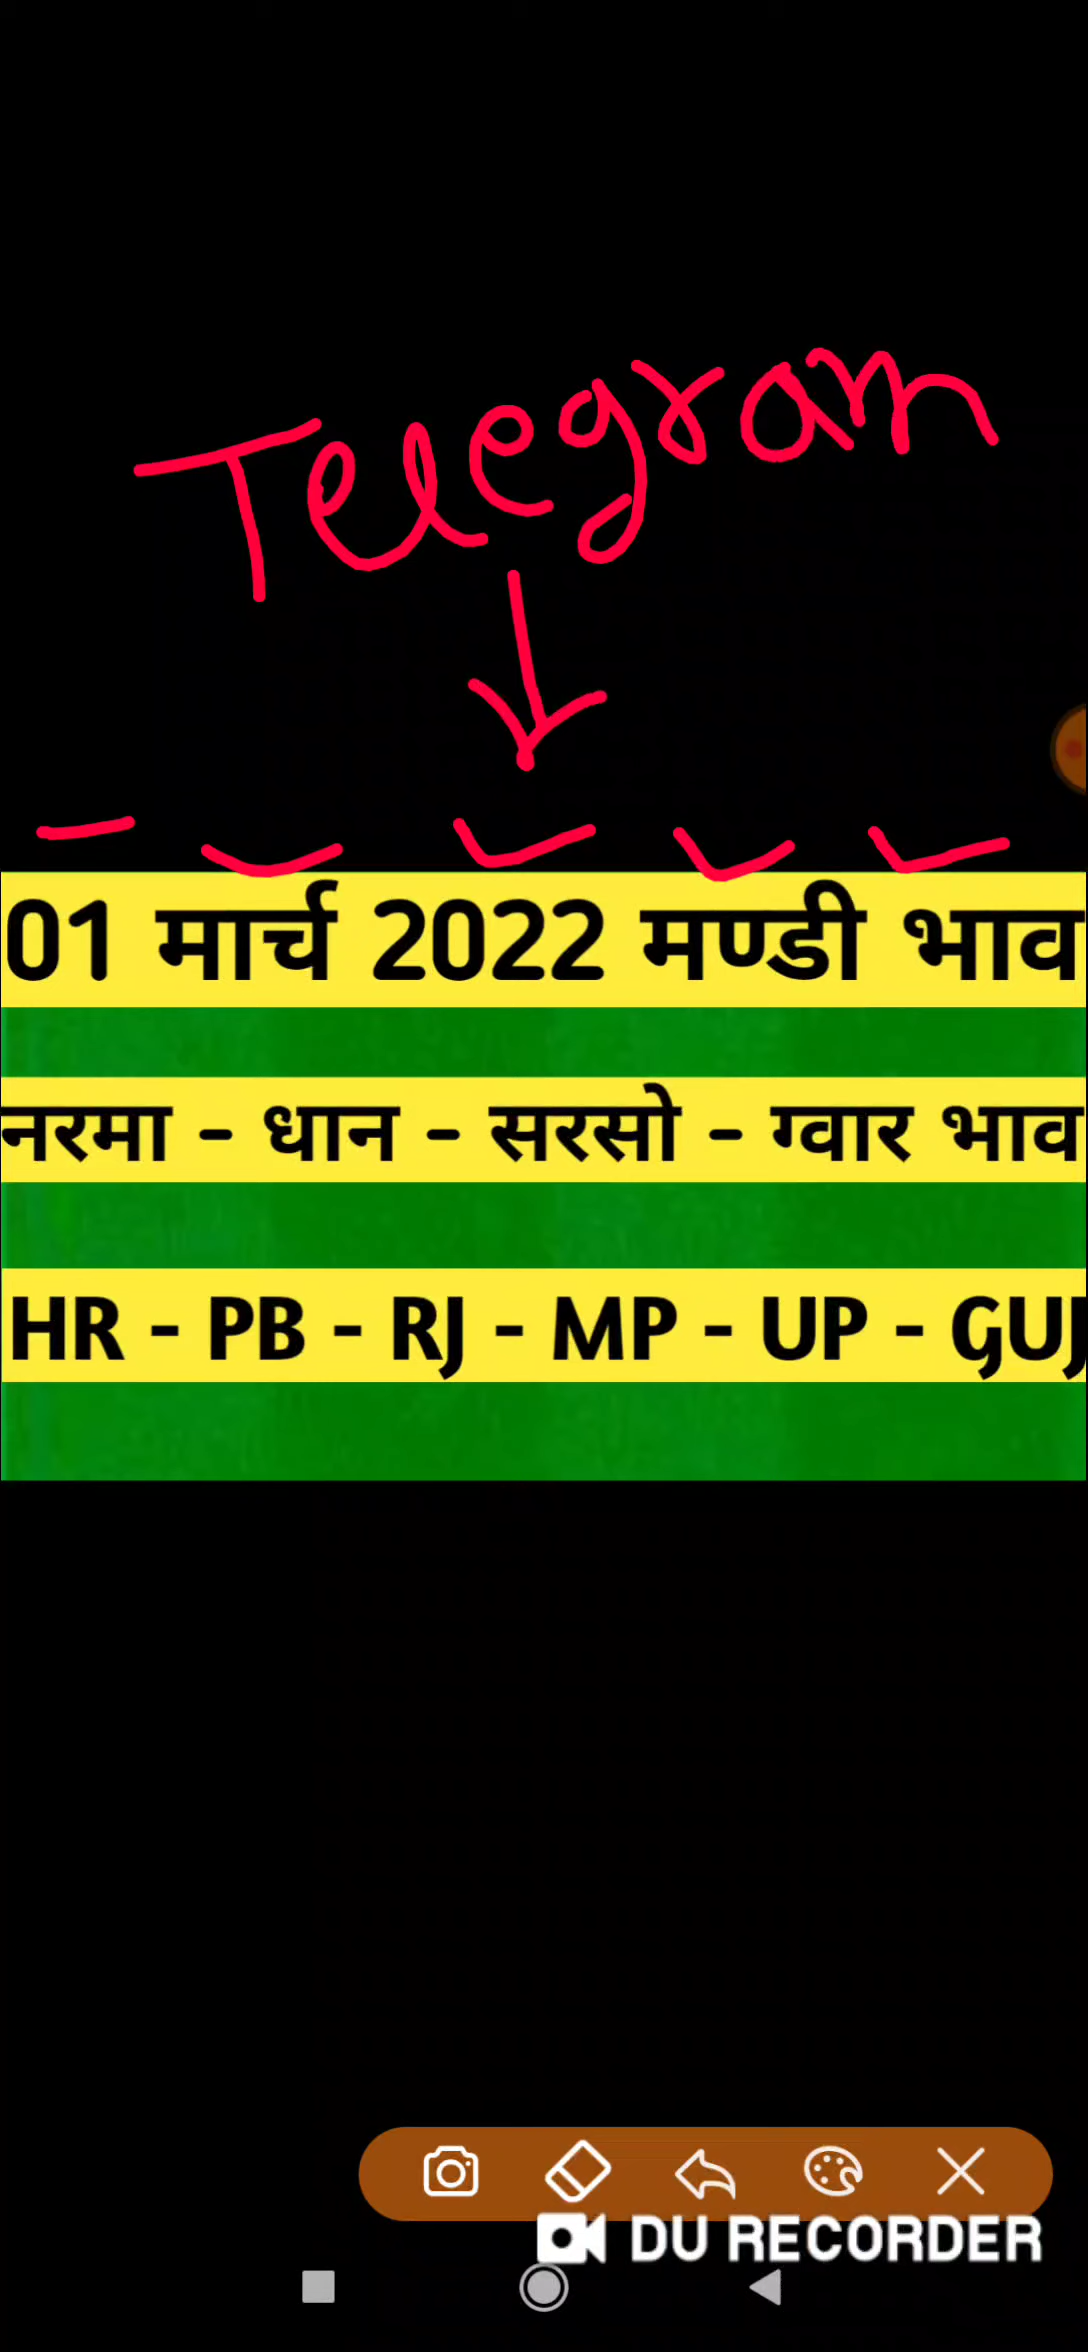 Telegram
01 मार्च 2022 मण्डी भाव
नरमा - धान - सरसो - ग्वार भाव
HR - PB - RJ - MP - UP - GUJ
DU RECORDER